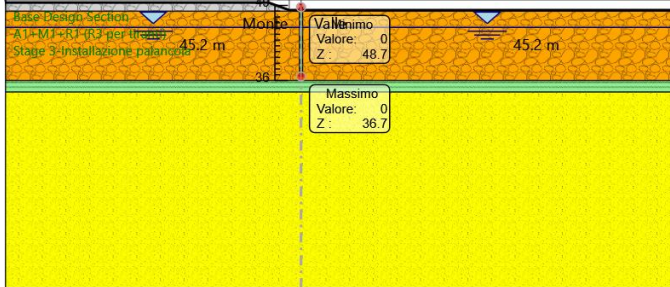 Base Design Section
Monte
Valle
Minimo
A1+M1+R1 (R3 per tiranti)
45.2 m
Valore: 0
45.2 m
Stage 3-Installazione palancola
Z : 48.7
36
Massimo
Valore: 0
Z : 36.7